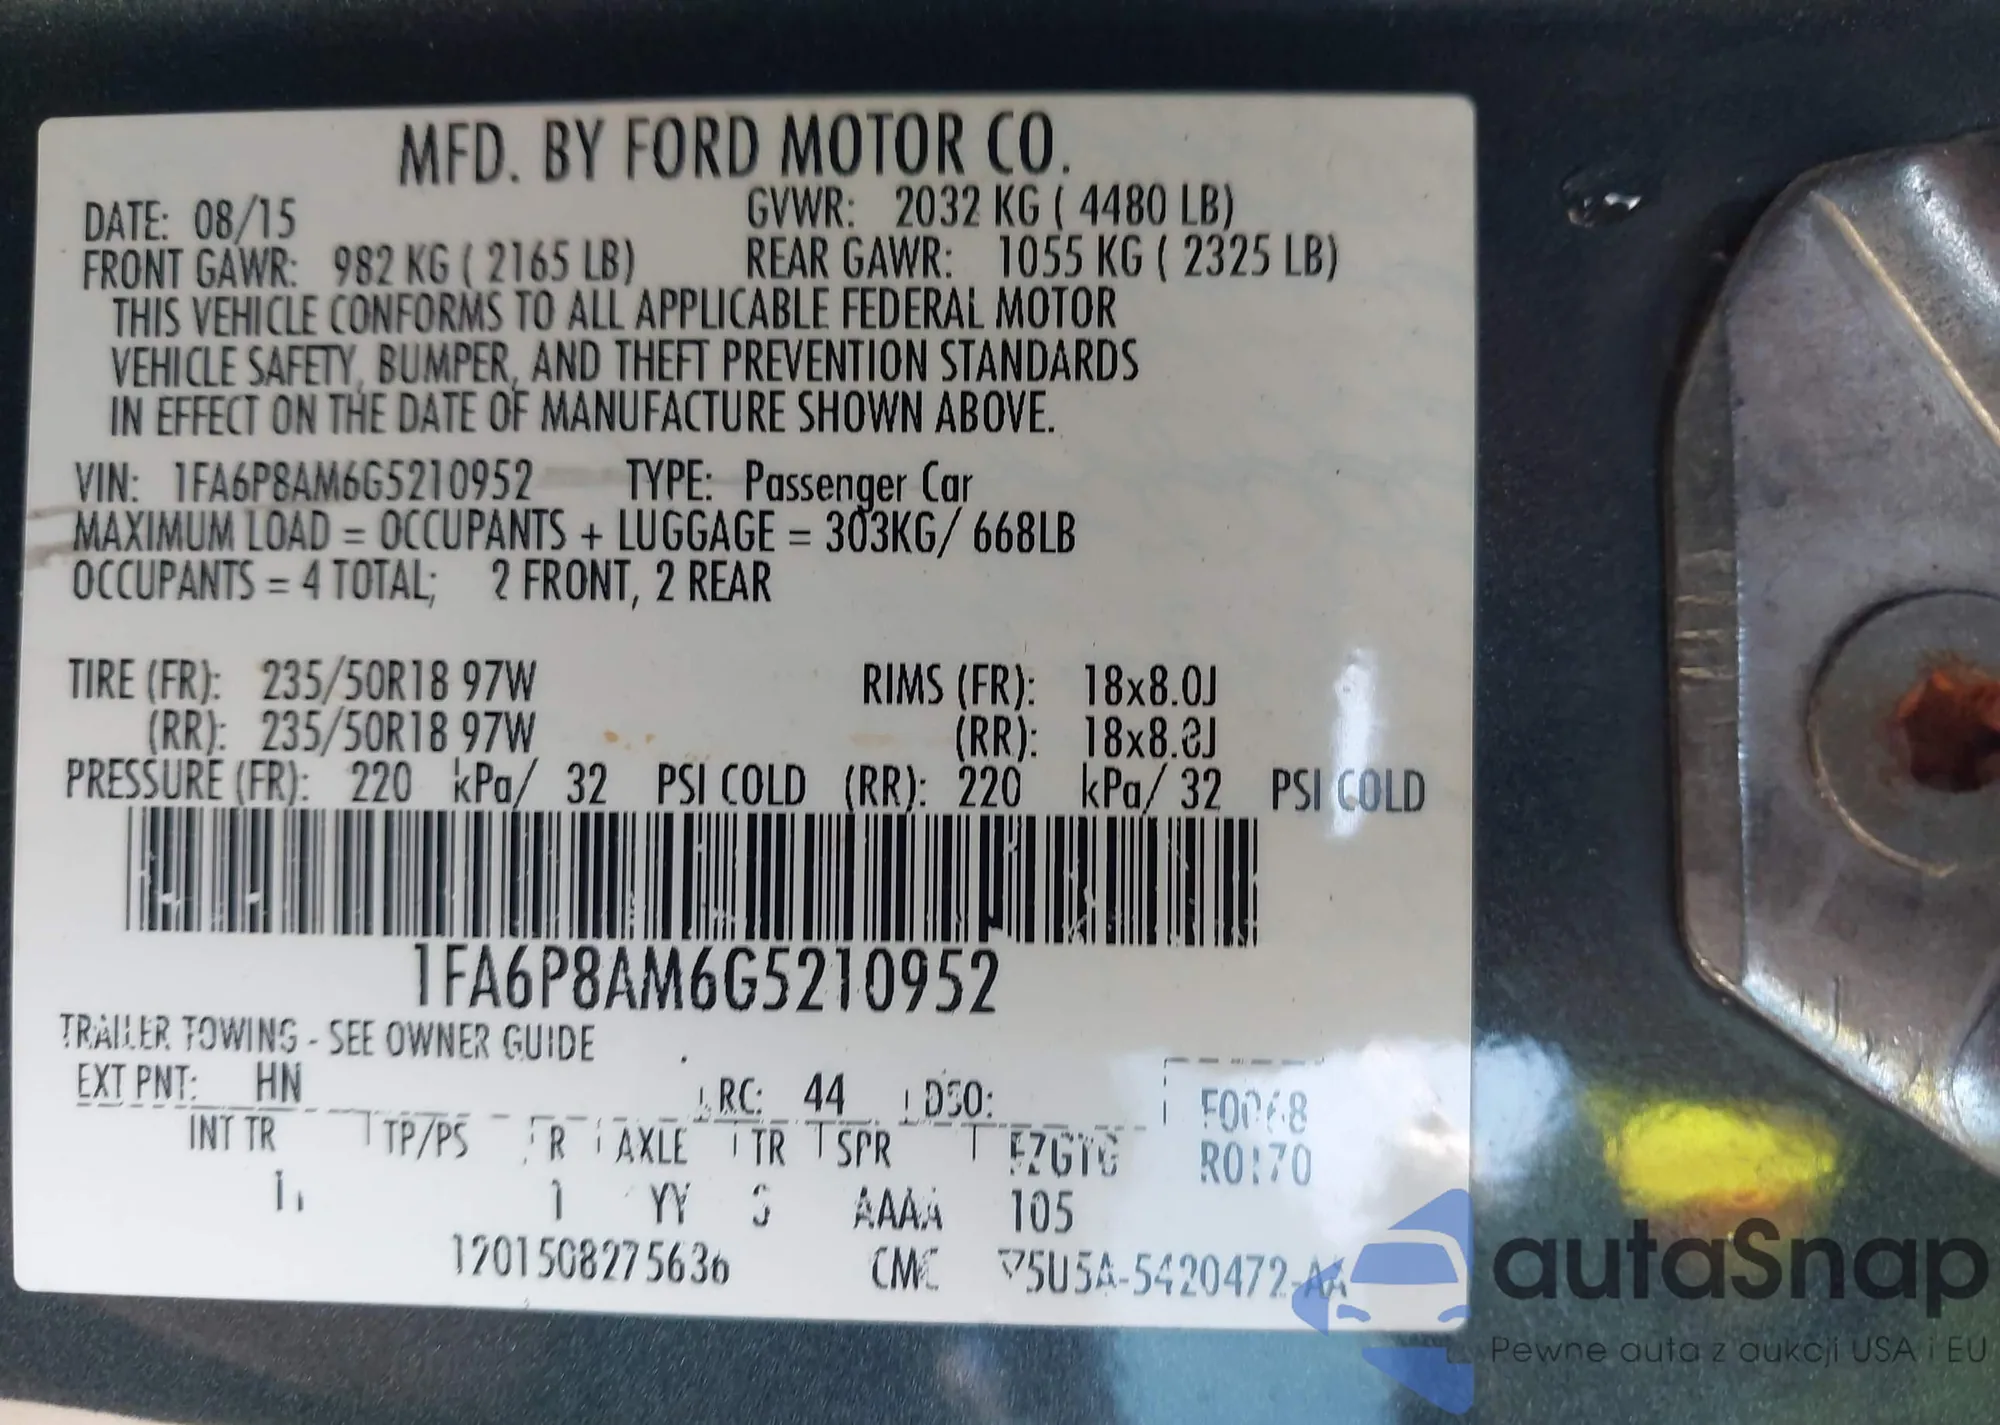 MFD. BY FORD MOTOR CO.
DATE: 08/15 GVWR: 2032 KG ( 4480 LB)
FRONT GAWR: 982 KG ( 2165 LB) REAR GAWR: 1055 KG ( 2325 LB)
THIS VEHICLE CONFORMS TO ALL APPLICABLE FEDERAL MOTOR
VEHICLE SAFETY, BUMPER, AND THEFT PREVENTION STANDARDS
IN EFFECT ON THE DATE OF MANUFACTURE SHOWN ABOVE.
VIN: 1FA6P8AM6G5210952 TYPE: Passenger Car
MAXIMUM LOAD = OCCUPANTS + LUGGAGE = 303KG/ 668LB
OCCUPANTS = 4 TOTAL; 2 FRONT, 2 REAR
TIRE (FR): 235/50R18 97W RIMS (FR): 18x8.0J
(RR): 235/50R18 97W (RR):
PRESSURE (FR): 220 kPa/ 32 PSI COLD (RR): 220 kPa/ 32 PSI COLD
1FA6P8AM6G5210952
TRAILER TOWING - SEE OWNER GUIDE
EXT PNT: HN RC: 44 DSO:
INT TR TP/PS R AXLE TR SPR
1 YY AAAA 105
1201508275636
autaSnap
Pewne auta z aukcji USA i EU